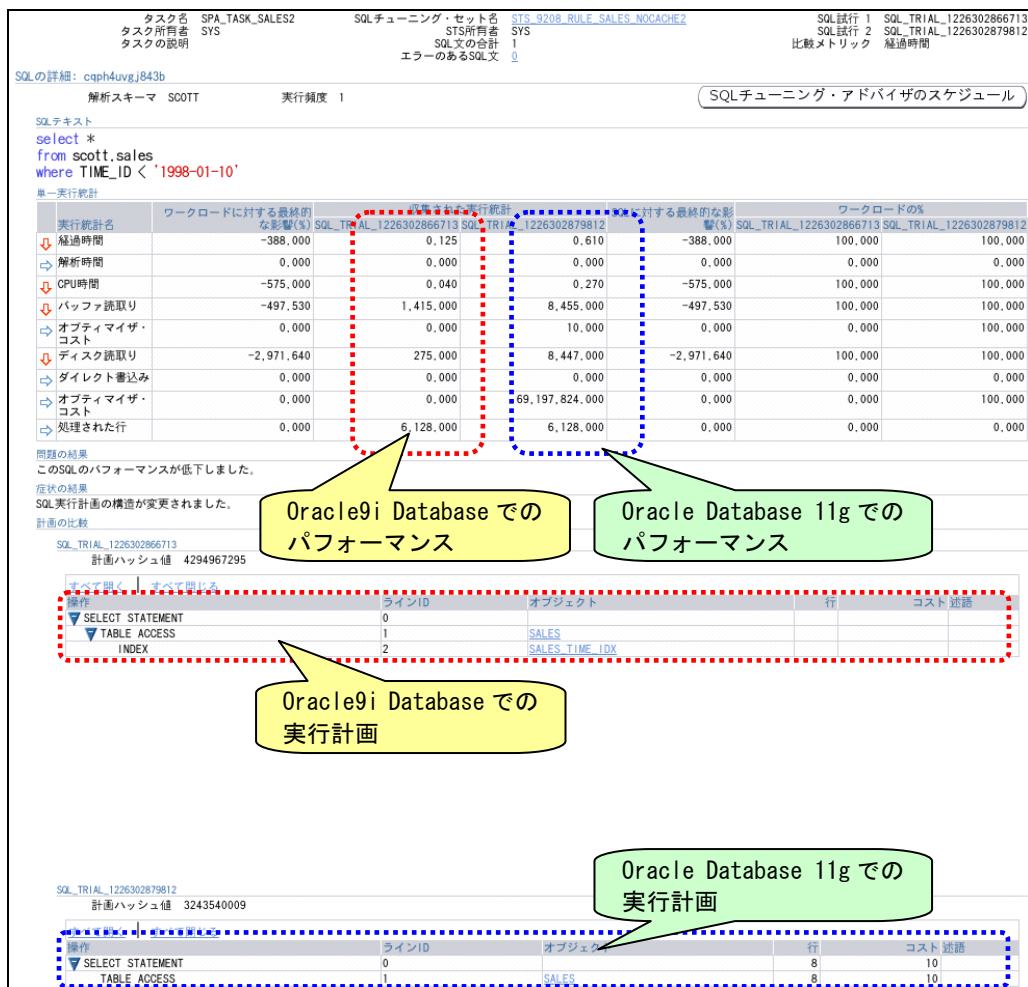 タスク名 SPA_TASK_SALES2 SQLチューニング・セット名 STS_9208_RULE_SALES_NOCACHE2 SQL試行 1 SQL_TRIAL_1226302866713
タスク所有者 SYS STS所有者 SYS SQL試行 2 SQL_TRIAL_1226302879812
タスクの説明 SQL文の合計 1 比較メトリック 経過時間
エラーのあるSQL文 0
SQLの詳細: cqph4uvgj843b
解析スキーマ SCOTT 実行頻度 1 SQLチューニング・アドバイザのスケジュール
SQLテキスト
select *
from scott.sales
where TIME_ID < '1998-01-10'
単一実行統計
ワークロードに対する最終的 収集された実行統計 SQLに対する最終的な影 ワークロードの%
実行統計名 な影響(%) SQL_TRIAL_1226302866713 SQL_TRIAL_1226302879812 響(%) SQL_TRIAL_1226302866713 SQL_TRIAL_1226302879812
経過時間 -388.000 0.125 0.610 -388.000 100.000 100.000
解析時間 0.000 0.000 0.000 0.000 0.000 100.000
CPU時間 -575.000 0.040 0.270 -575.000 100.000 100.000
バッファ読取り -497.530 1,415.000 8,455.000 -497.530 100.000 100.000
オプティマイザ・ 0.000 0.000 10.000 0.000 0.000 100.000
コスト
ディスク読取り -2,971.640 275.000 8,447.000 -2,971.640 100.000 100.000
ダイレクト書込み 0.000 0.000 0.000 0.000 0.000 0.000
オプティマイザ・ 0.000 0.000 69,197,824.000 0.000 0.000 100.000
コスト
処理された行 0.000 6,128.000 6,128.000 0.000 0.000 0.000
問題の結果
このSQLのパフォーマンスが低下しました。
症状の結果
SQL実行計画の構造が変更されました。
Oracle9i Database での
パフォーマンス
Oracle Database 11g での
パフォーマンス
計画の比較
SQL_TRIAL_1226302866713
計画ハッシュ値 4294967295
すべて開く | すべて閉じる
操作 ラインID オブジェクト 行 コスト 述語
SELECT STATEMENT 0
TABLE ACCESS 1 SALES
INDEX 2 SALES_TIME_IDX
Oracle9i Database での
実行計画
Oracle Database 11g での
実行計画
SQL_TRIAL_1226302879812
計画ハッシュ値 3243540009
すべて開く | すべて閉じる
操作 ラインID オブジェクト 行 コスト 述語
SELECT STATEMENT 0 8 10
TABLE ACCESS 1 SALES 8 10